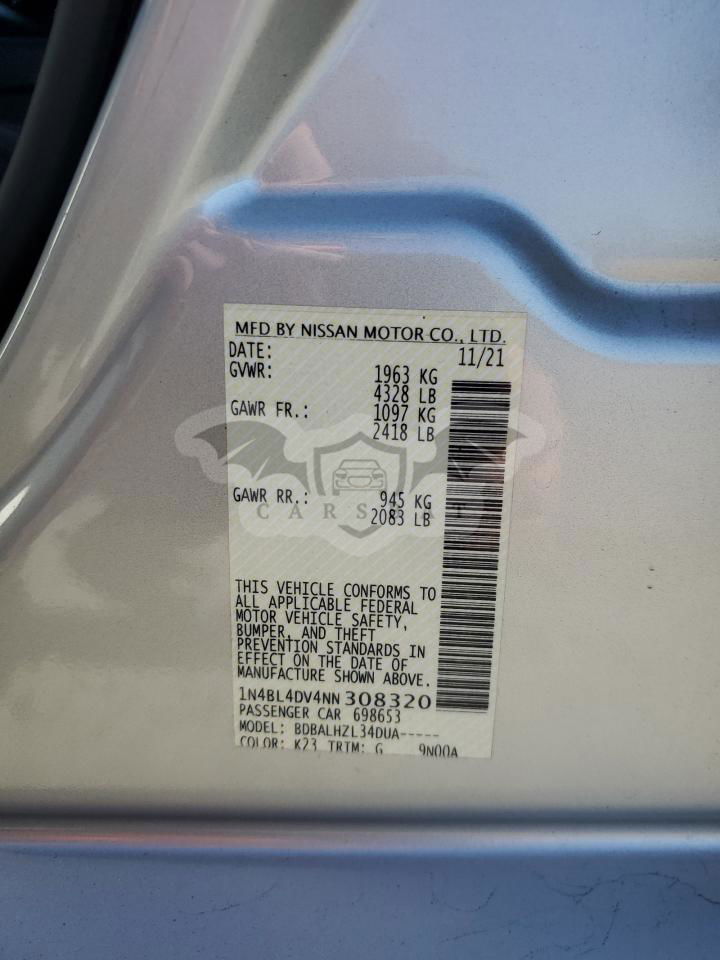 MFD BY NISSAN MOTOR CO., LTD.
DATE: 11/21
GVWR: 1963 KG
4328 LB
GAWR FR.: 1097 KG
2418 LB
GAWR RR.: 945 KG
CARS
2083 LB
THIS VEHICLE CONFORMS TO
ALL APPLICABLE FEDERAL
MOTOR VEHICLE SAFETY,
BUMPER, AND THEFT
PREVENTION STANDARDS IN
EFFECT ON THE DATE OF
MANUFACTURE SHOWN ABOVE.
1N4BL4DV4NN308320
PASSENGER CAR 698653
MODEL: BDBALHZL34DUA-----
COLOR: K23 TRIM: G 9N00A